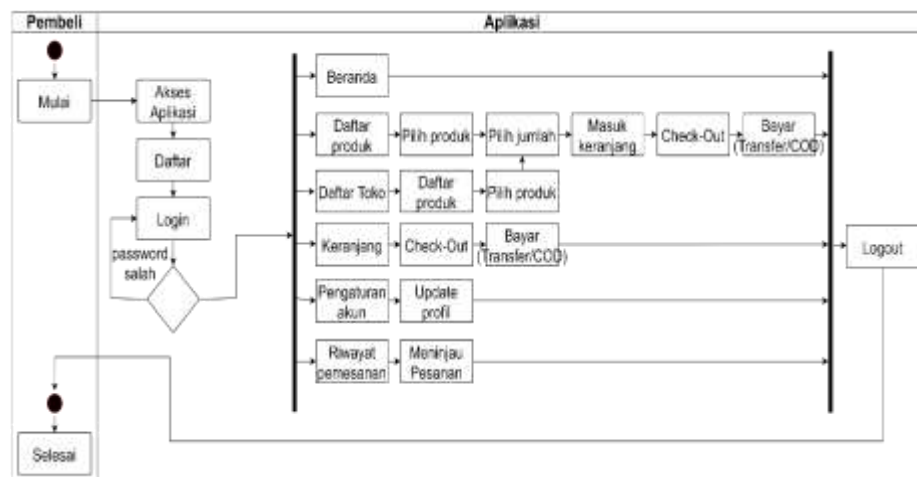 Pembeli
Aplikasi
Mulai
Akses
Aplikasi
Daftar
Login
password
salah
Beranda
Daftar
produk
Pilih produk
Pilih jumlah
Masuk
keranjang
Check-Out
Bayar
(Transfer/COD)
Daftar Toko
Daftar
produk
Pilih produk
Keranjang
Check-Out
Bayar
(Transfer/COD)
Pengaturan
akun
Update
profil
Riwayat
pemesanan
Meninjau
Pesanan
Logout
Selesai